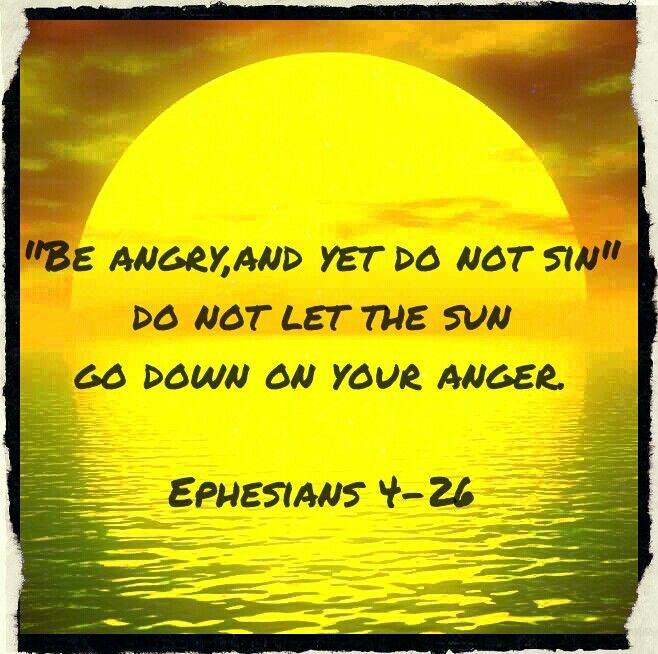 "Be angry,and yet do not sin"
do not let the sun
go down on your anger.
Ephesians 4-26